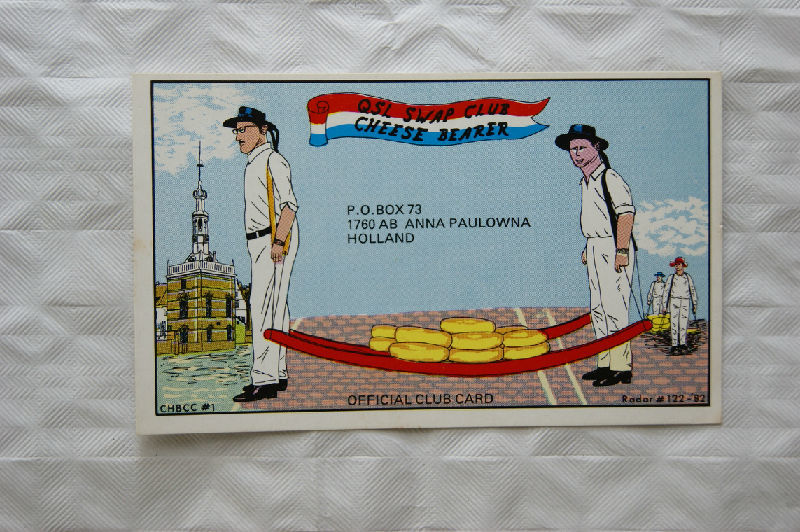 QSL SWAP CLUB
CHEESE BEARER
P.O.BOX 73
1760 AB ANNA PAULOWNA
HOLLAND
OFFICIAL CLUB CARD
CHBCC #1
Radar # 122-82